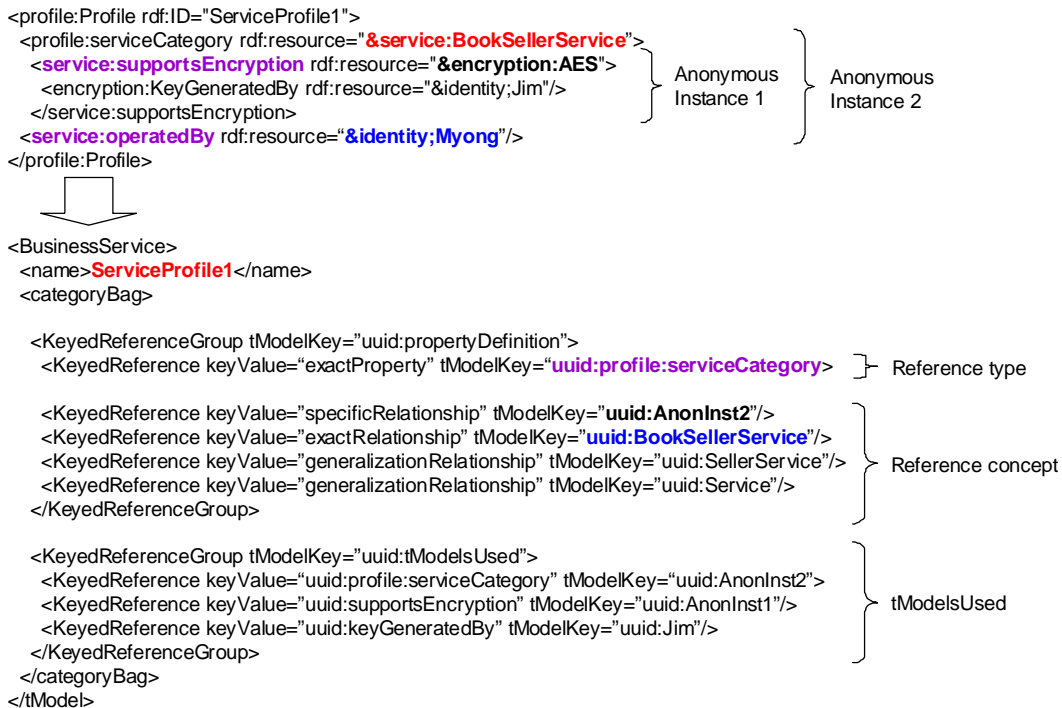 <profile:Profile rdf:ID="ServiceProfile1">
<profile:serviceCategory rdf:resource="&service:BookSellerService”>
<service:supportsEncryption rdf:resource="&encryption:AES">
<encryption:KeyGeneratedBy rdf:resource="&identity;Jim"/>
</service:supportsEncryption>
<service:operatedBy rdf:resource=“&identity;Myong”/>
</profile:Profile>
Anonymous
Instance 1
Anonymous
Instance 2
<BusinessService>
<name>ServiceProfile1</name>
<categoryBag>
<KeyedReferenceGroup tModelKey=”uuid:propertyDefinition”>
<KeyedReference keyValue=“exactProperty” tModelKey=“uuid:profile:serviceCategory>
Reference type
<KeyedReference keyValue=”specificRelationship” tModelKey=”uuid:AnonInst2”/>
<KeyedReference keyValue=”exactRelationship” tModelKey=”uuid:BookSellerService”/>
<KeyedReference keyValue=”generalizationRelationship” tModelKey=”uuid:SellerService”/>
<KeyedReference keyValue=”generalizationRelationship” tModelKey=”uuid:Service”/>
</KeyedReferenceGroup>
Reference concept
<KeyedReferenceGroup tModelKey=”uuid:tModelsUsed”>
<KeyedReference keyValue=“uuid:profile:serviceCategory” tModelKey=“uuid:AnonInst2”>
<KeyedReference keyValue=”uuid:supportsEncryption” tModelKey=”uuid:AnonInst1”/>
<KeyedReference keyValue=”uuid:keyGeneratedBy” tModelKey=”uuid:Jim”/>
</KeyedReferenceGroup>
tModelsUsed
</categoryBag>
</tModel>